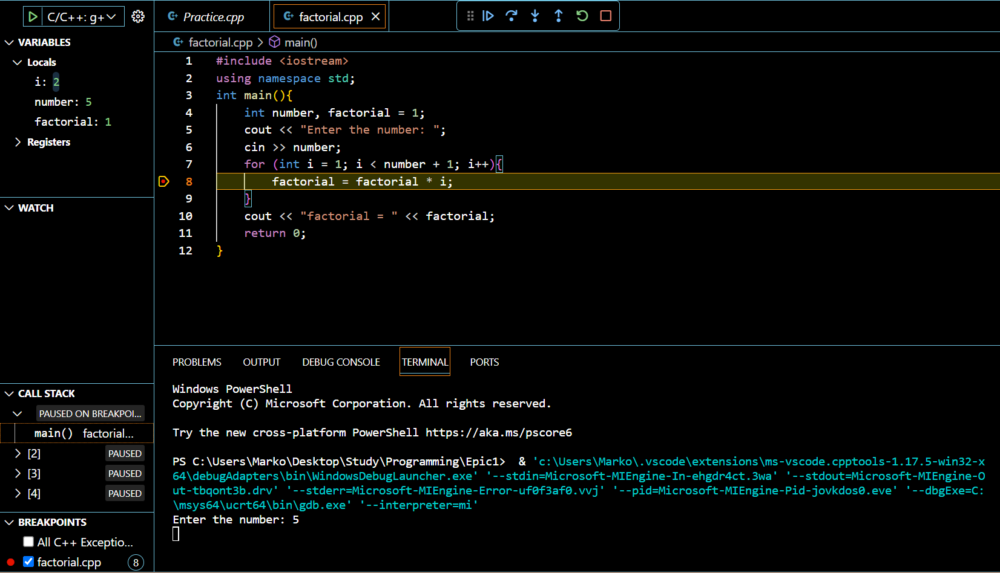 C/C++: g+
Practice.cpp
factorial.cpp
VARIABLES
Locals
i: 2
number: 5
factorial: 1
Registers
WATCH
CALL STACK
PAUSED ON BREAKPOI...
main() factorial...
[2] PAUSED
[3] PAUSED
[4] PAUSED
BREAKPOINTS
All C++ Exceptio...
factorial.cpp 8
factorial.cpp > main()
1 #include <iostream>
2 using namespace std;
3 int main(){
4 int number, factorial = 1;
5 cout << "Enter the number: ";
6 cin >> number;
7 for (int i = 1; i < number + 1; i++){
8 factorial = factorial * i;
9 }
10 cout << "factorial = " << factorial;
11 return 0;
12 }
PROBLEMS OUTPUT DEBUG CONSOLE TERMINAL PORTS
Windows PowerShell
Copyright (C) Microsoft Corporation. All rights reserved.
Try the new cross-platform PowerShell https://aka.ms/pscore6
PS C:\Users\Marko\Desktop\Study\Programming\Epic1>  & 'c:\Users\Marko\.vscode\extensions\ms-vscode.cpptools-1.17.5-win32-x
64\debugAdapters\bin\WindowsDebugLauncher.exe' '--stdin=Microsoft-MIEngine-In-ehgdr4ct.3wa' '--stdout=Microsoft-MIEngine-O
ut-tbqont3b.drv' '--stderr=Microsoft-MIEngine-Error-uf0f3af0.vvj' '--pid=Microsoft-MIEngine-Pid-jovkdos0.eve' '--dbgExe=C:
\msys64\ucrt64\bin\gdb.exe' '--interpreter=mi'
Enter the number: 5